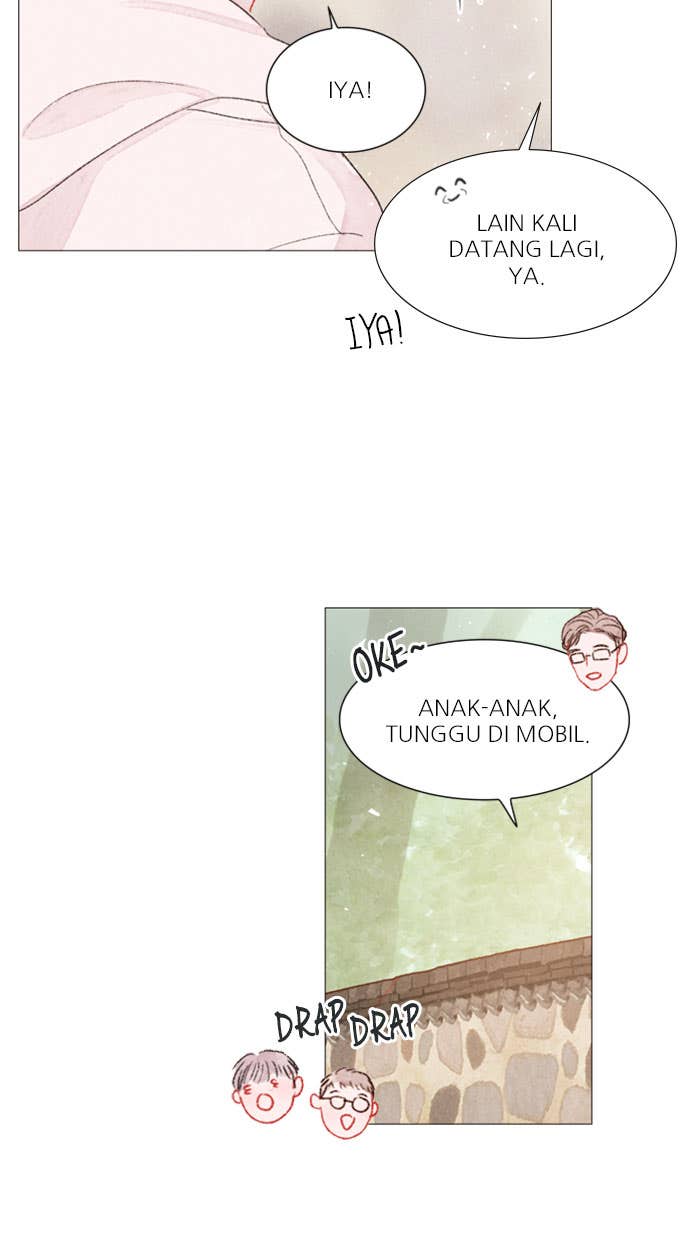 IYA!
LAIN KALI
DATANG LAGI,
YA.
IYA!
OKE~
ANAK-ANAK,
TUNGGU DI MOBIL.
DRAP
DRAP